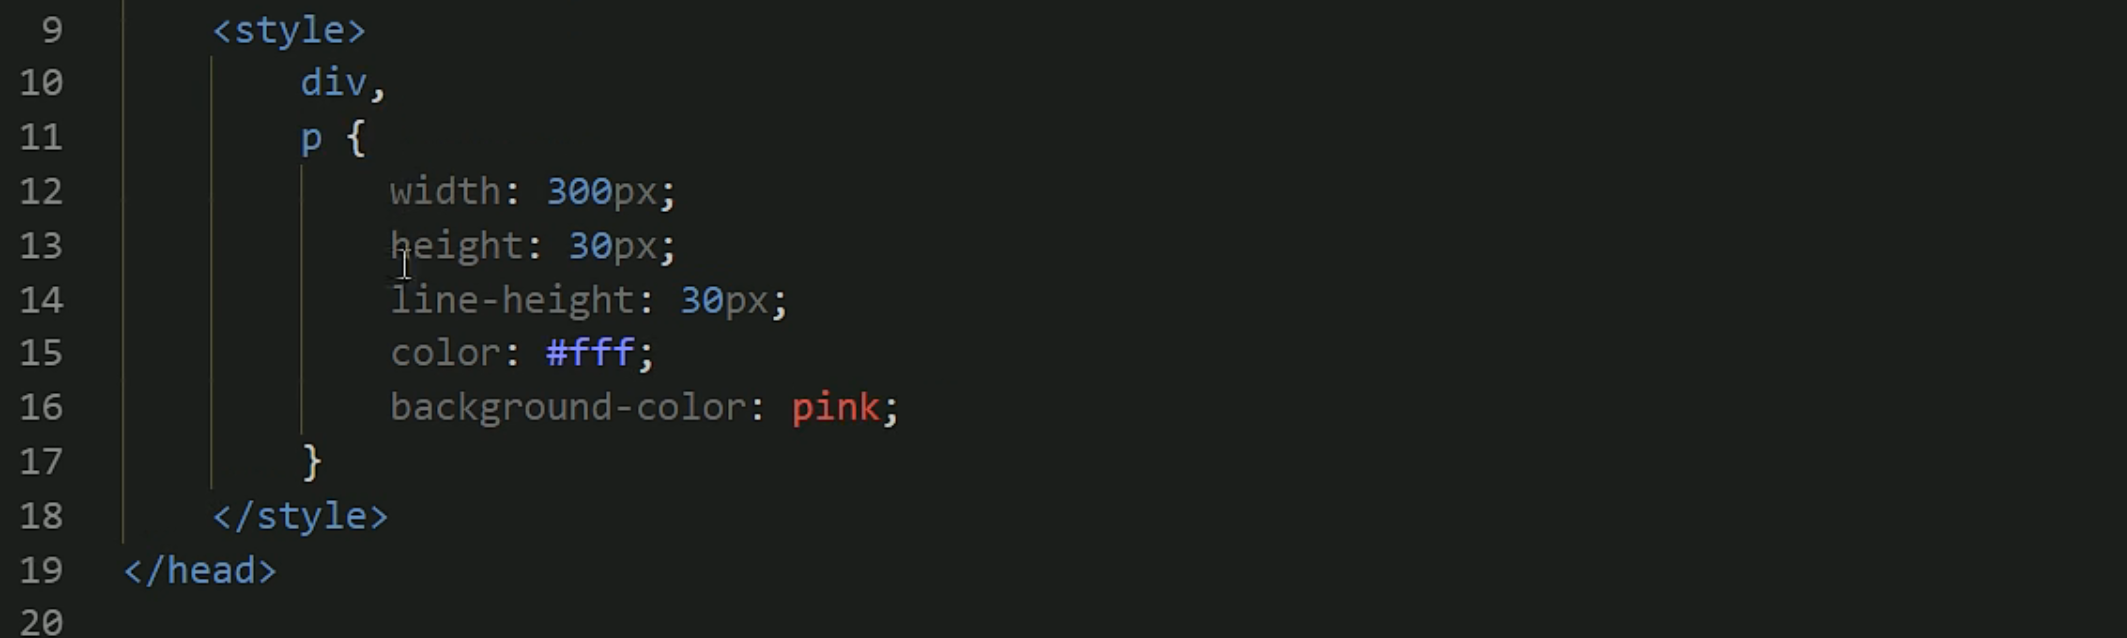 9 <style>
10 div,
11 p {
12 width: 300px;
13 height: 30px;
14 line-height: 30px;
15 color: #fff;
16 background-color: pink;
17 }
18 </style>
19 </head>
20